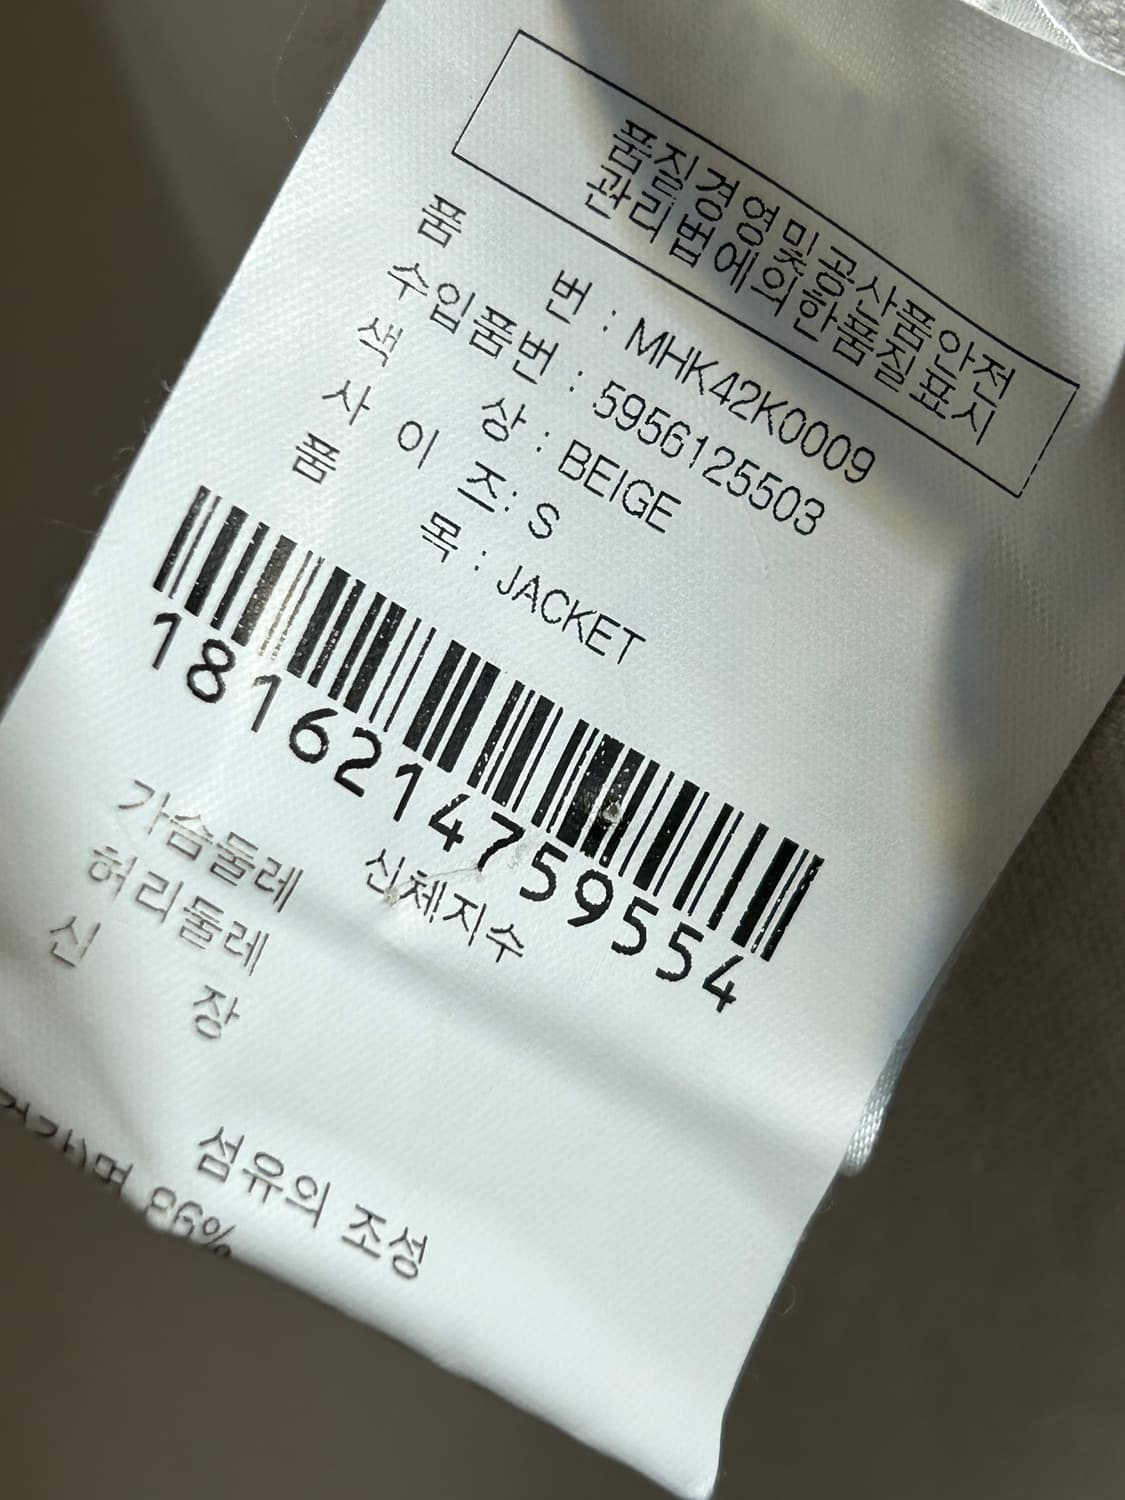 품질경영및공산품안전
관리법에의한품질표시
품 번 : MHK42K0009
수입품번 : 5956125503
색 상 : BEIGE
사 이 즈 : S
품 목 : JACKET
1816214759554
신체지수
가슴둘레
허리둘레
신 장
섬유의 조성
면 86%